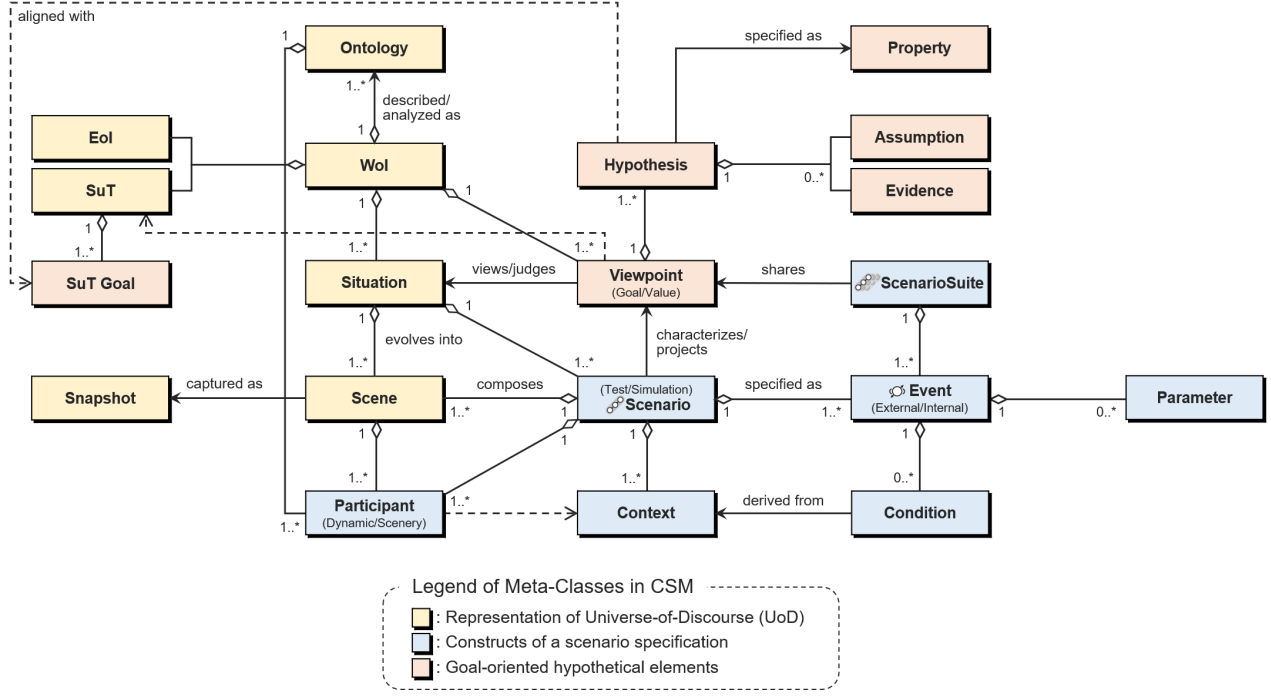 aligned with
1
Ontology
specified as
Property
1..*
described/
analyzed as
1
EoI
Assumption
WoI
Hypothesis
1
0..*
SuT
Evidence
1
1
1..*
1
1..*
1..*
1..*
1
SuT Goal
Situation
views/judges
Viewpoint
(Goal/Value)
shares
ScenarioSuite
1
1
1
evolves into
characterizes/
projects
1..*
1..*
1..*
Snapshot
captured as
Scene
composes
1..*
1
(Test/Simulation)
Scenario
specified as
1
1..*
Event
(External/Internal)
1
0..*
Parameter
1
1
1
1
1..*
1..*
0..*
1..*
Participant
(Dynamic/Scenery)
1..*
Context
derived from
Condition
Legend of Meta-Classes in CSM
: Representation of Universe-of-Discourse (UoD)
: Constructs of a scenario specification
: Goal-oriented hypothetical elements